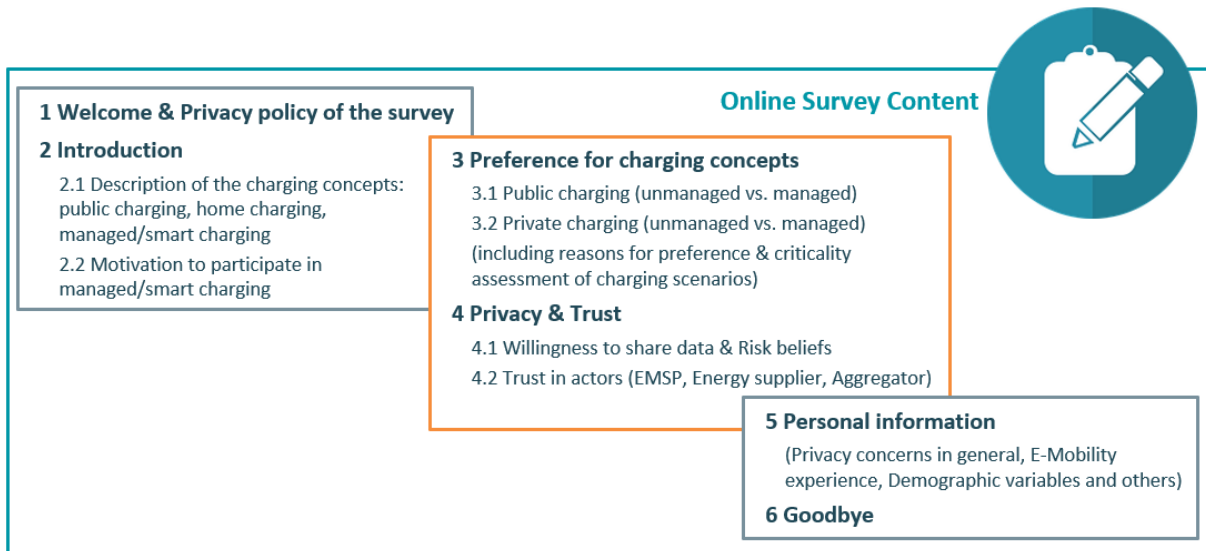 Online Survey Content
1 Welcome & Privacy policy of the survey
2 Introduction
2.1 Description of the charging concepts:
public charging, home charging,
managed/smart charging
2.2 Motivation to participate in
managed/smart charging
3 Preference for charging concepts
3.1 Public charging (unmanaged vs. managed)
3.2 Private charging (unmanaged vs. managed)
(including reasons for preference & criticality
assessment of charging scenarios)
4 Privacy & Trust
4.1 Willingness to share data & Risk beliefs
4.2 Trust in actors (EMSP, Energy supplier, Aggregator)
5 Personal information
(Privacy concerns in general, E-Mobility
experience, Demographic variables and others)
6 Goodbye